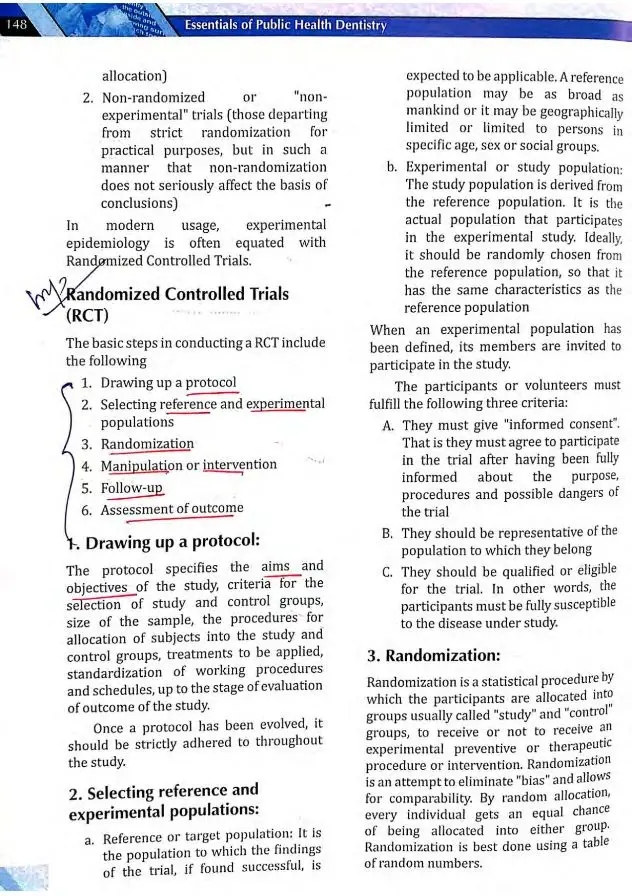 148
Essentials of Public Health Dentistry
allocation)
2. Non-randomized or "non-
experimental" trials (those departing
from strict randomization for
practical purposes, but in such a
manner that non-randomization
does not seriously affect the basis of
conclusions)
In modern usage, experimental
epidemiology is often equated with
Randomized Controlled Trials.
Randomized Controlled Trials
(RCT)
The basic steps in conducting a RCT include
the following
1. Drawing up a protocol
2. Selecting reference and experimental
populations
3. Randomization
4. Manipulation or intervention
5. Follow-up
6. Assessment of outcome
1. Drawing up a protocol:
The protocol specifies the aims and
objectives of the study, criteria for the
selection of study and control groups,
size of the sample, the procedures for
allocation of subjects into the study and
control groups, treatments to be applied,
standardization of working procedures
and schedules, up to the stage of evaluation
of outcome of the study.
Once a protocol has been evolved, it
should be strictly adhered to throughout
the study.
2. Selecting reference and
experimental populations:
a. Reference or target population: It is
the population to which the findings
of the trial, if found successful, is
expected to be applicable. A reference
population may be as broad as
mankind or it may be geographically
limited or limited to persons in
specific age, sex or social groups.
b. Experimental or study population:
The study population is derived from
the reference population. It is the
actual population that participates
in the experimental study. Ideally,
it should be randomly chosen from
the reference population, so that it
has the same characteristics as the
reference population
When an experimental population has
been defined, its members are invited to
participate in the study.
The participants or volunteers must
fulfill the following three criteria:
A. They must give "informed consent".
That is they must agree to participate
in the trial after having been fully
informed about the purpose,
procedures and possible dangers of
the trial
B. They should be representative of the
population to which they belong
C. They should be qualified or eligible
for the trial. In other words, the
participants must be fully susceptible
to the disease under study.
3. Randomization:
Randomization is a statistical procedure by
which the participants are allocated into
groups usually called "study" and "control"
groups, to receive or not to receive an
experimental preventive or therapeutic
procedure or intervention. Randomization
is an attempt to eliminate "bias" and allows
for comparability. By random allocation,
every individual gets an equal chance
of being allocated into either group.
Randomization is best done using a table
of random numbers.